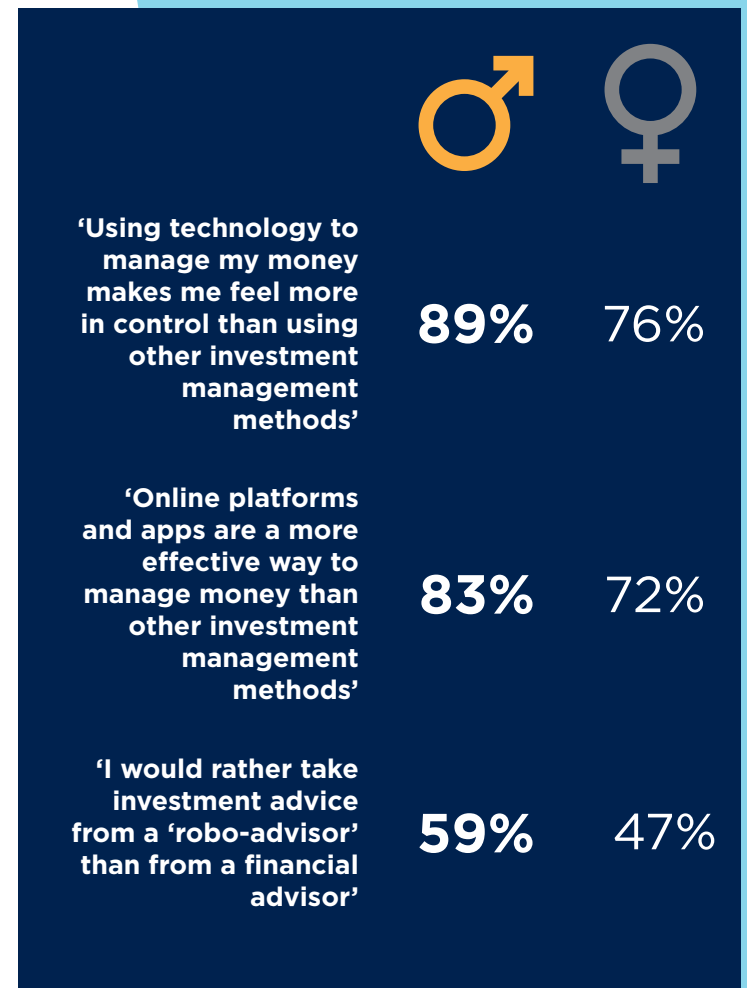 ‘Using technology to
manage my money
makes me feel more
in control than using
other investment
management
methods’
89% 76%
‘Online platforms
and apps are a more
effective way to
manage money than
other investment
management
methods’
83% 72%
‘I would rather take
investment advice
from a ‘robo-advisor’
than from a financial
advisor’
59% 47%